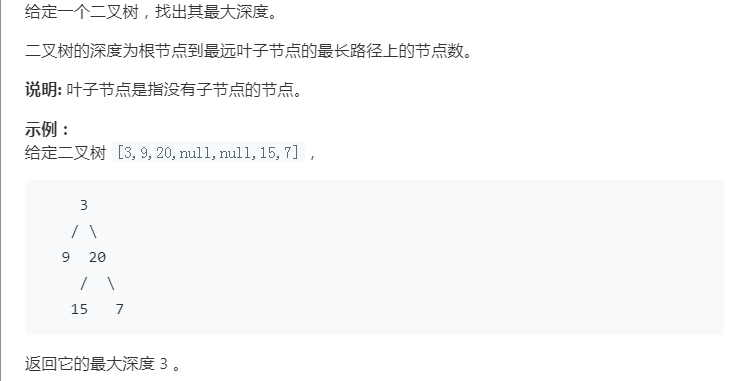 给定一个二叉树，找出其最大深度。
二叉树的深度为根节点到最远叶子节点的最长路径上的节点数。
说明: 叶子节点是指没有子节点的节点。
示例：
给定二叉树 [3,9,20,null,null,15,7]，
3
/ \
9 20
/ \
15 7
返回它的最大深度 3 。